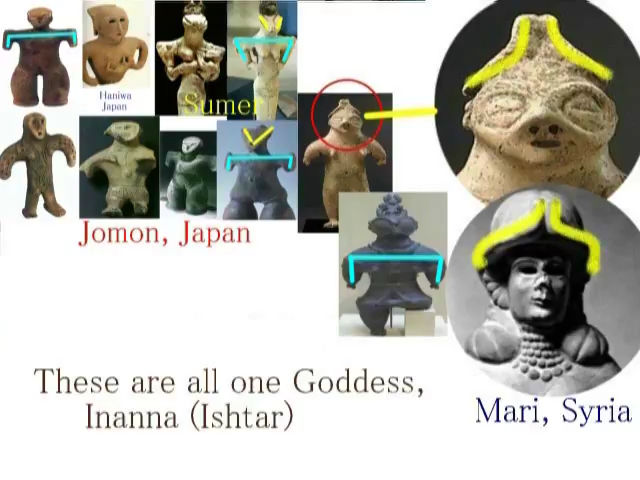 Haniwa
Japan
Sumer
Jomon, Japan
These are all one Goddess,
Inanna (Ishtar)
Mari, Syria